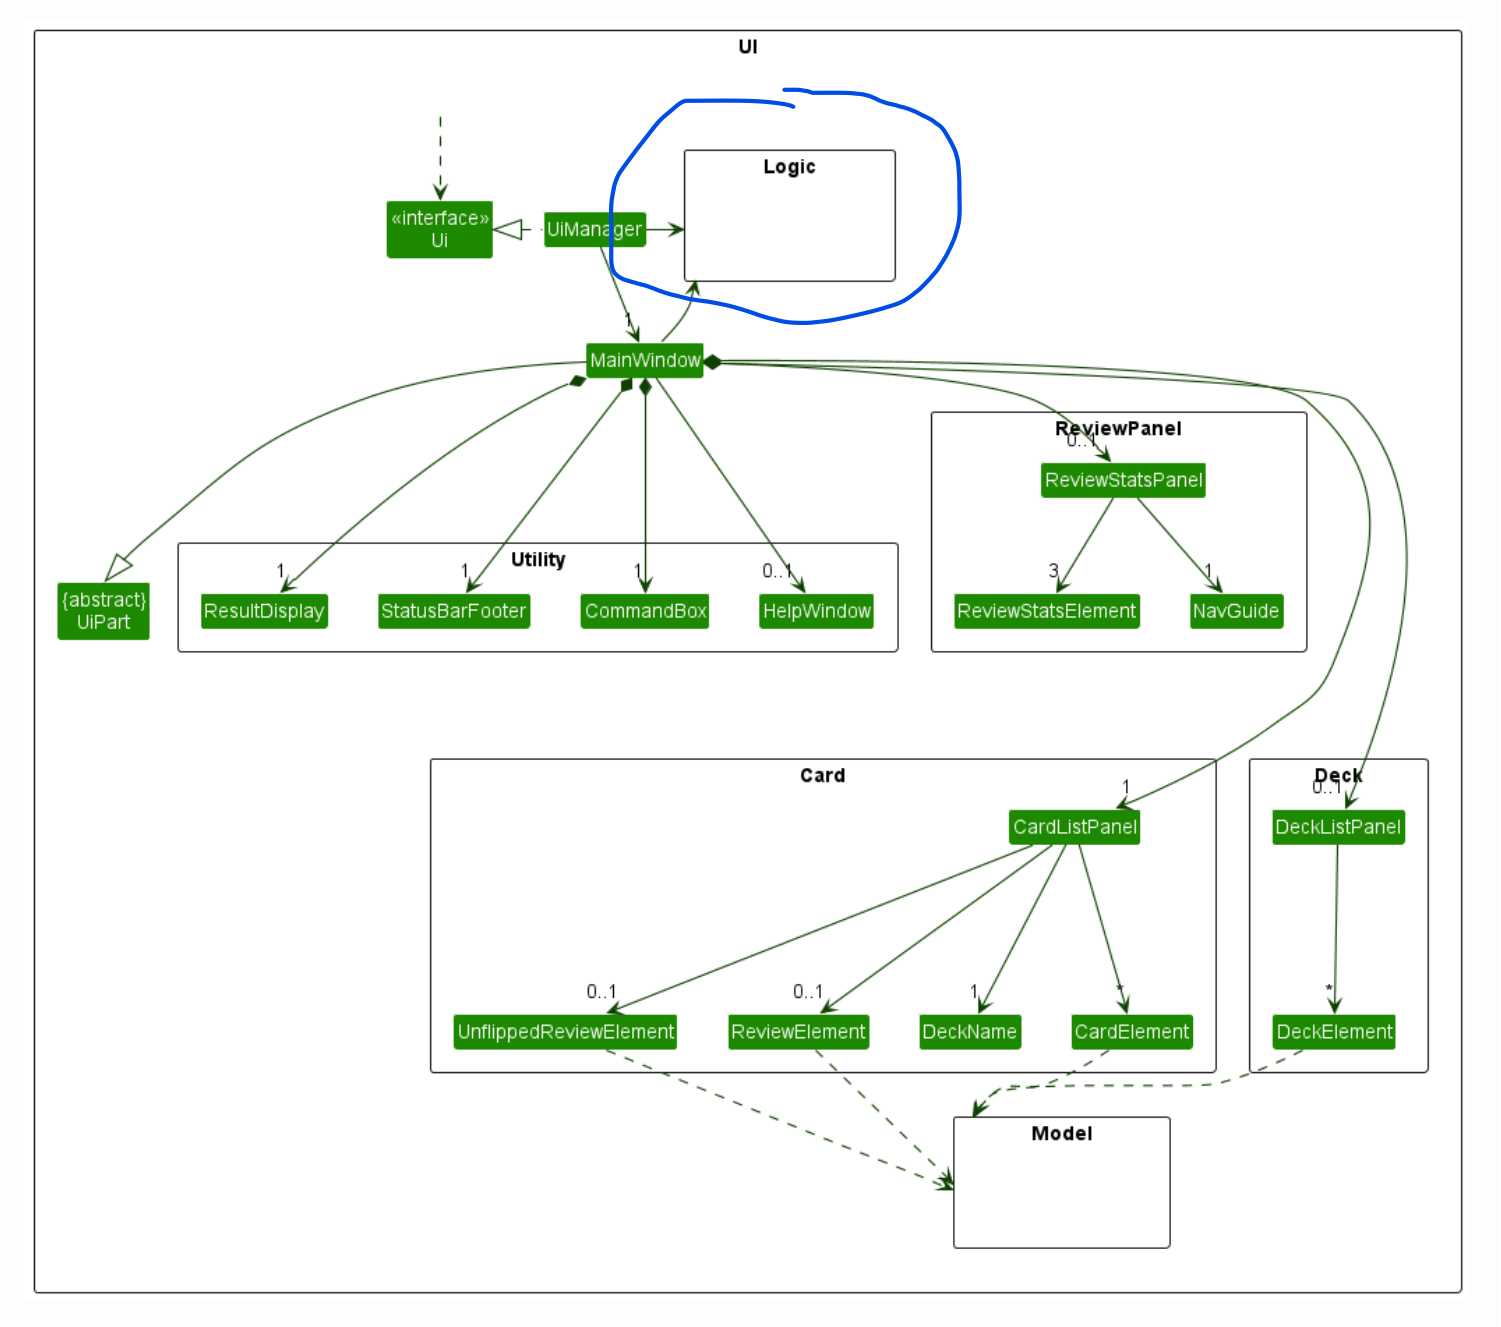 UI
Logic
«interface»
Ui
UiManager
1
MainWindow
ReviewPanel
0..1
ReviewStatsPanel
Utility
1
1
1
0..1
3
1
{abstract}
UiPart
ResultDisplay
StatusBarFooter
CommandBox
HelpWindow
ReviewStatsElement
NavGuide
Card
Deck
1
0..1
CardListPanel
DeckListPanel
0..1
0..1
1
*
*
UnflippedReviewElement
ReviewElement
DeckName
CardElement
DeckElement
Model